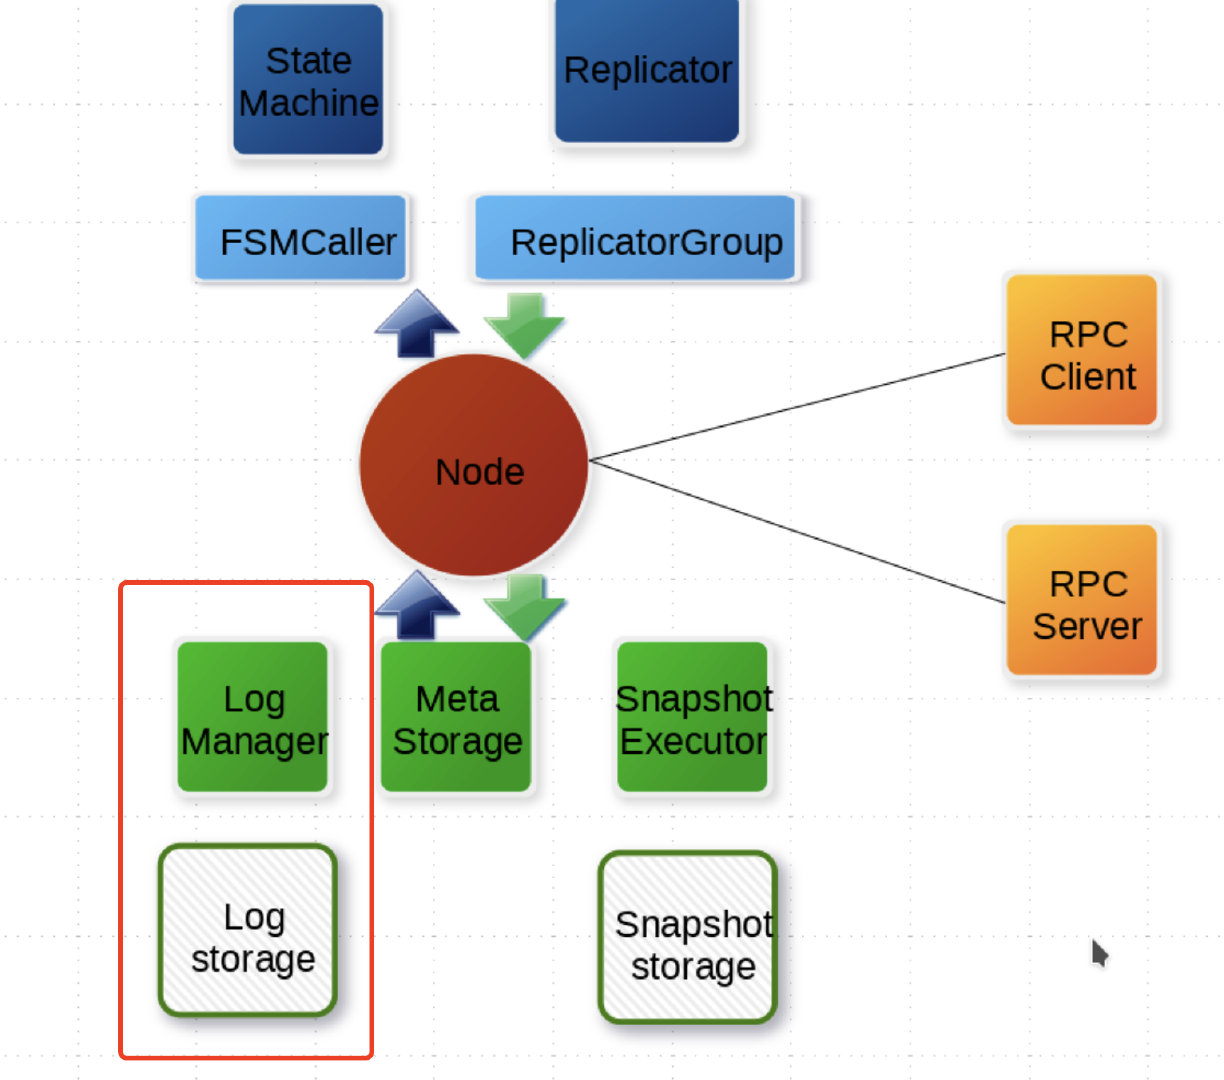 State
Machine
Replicator
FSMCaller
ReplicatorGroup
RPC
Client
Node
RPC
Server
Log
Manager
Meta
Storage
Snapshot
Executor
Log
storage
Snapshot
storage